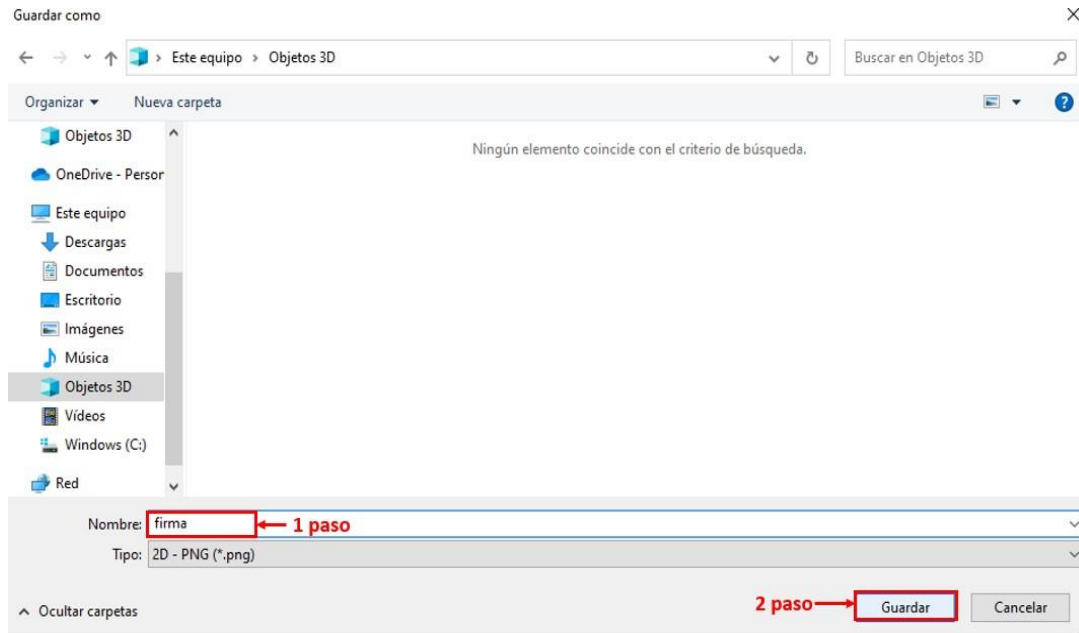 Guardar como
Este equipo > Objetos 3D
Buscar en Objetos 3D
Organizar
Nueva carpeta
Objetos 3D
Ningún elemento coincide con el criterio de búsqueda.
OneDrive - Person
Este equipo
Descargas
Documentos
Escritorio
Imágenes
Música
Objetos 3D
Vídeos
Windows (C:)
Red
Nombre: firma
1 paso
Tipo: 2D - PNG (*.png)
Ocultar carpetas
2 paso
Guardar
Cancelar